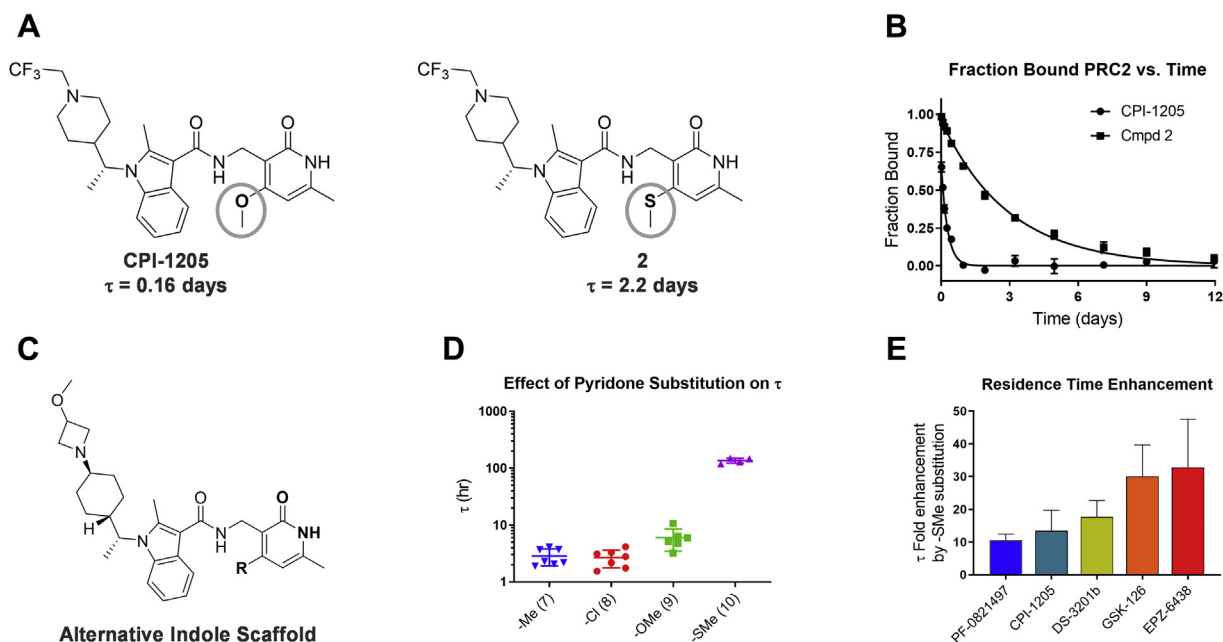 A
CF₃
N
O
N
N
H
O
NH
O
CPI-1205
τ = 0.16 days
CF₃
N
O
N
N
H
O
NH
S
2
τ = 2.2 days
B
Fraction Bound PRC2 vs. Time
CPI-1205
Cmpd 2
Fraction Bound
1.00
0.75
0.50
0.25
0.00
0
3
6
9
12
Time (days)
C
O
N
H
N
O
N
H
O
NH
R
Alternative Indole Scaffold
D
Effect of Pyridone Substitution on τ
τ (hr)
1000
100
10
1
-Me (7)
-Cl (8)
-OMe (9)
-SMe (10)
E
Residence Time Enhancement
τ Fold enhancement
by -SMe substitution
50
40
30
20
10
0
PF-0821497
CPI-1205
DS-3201b
GSK-126
EPZ-6438